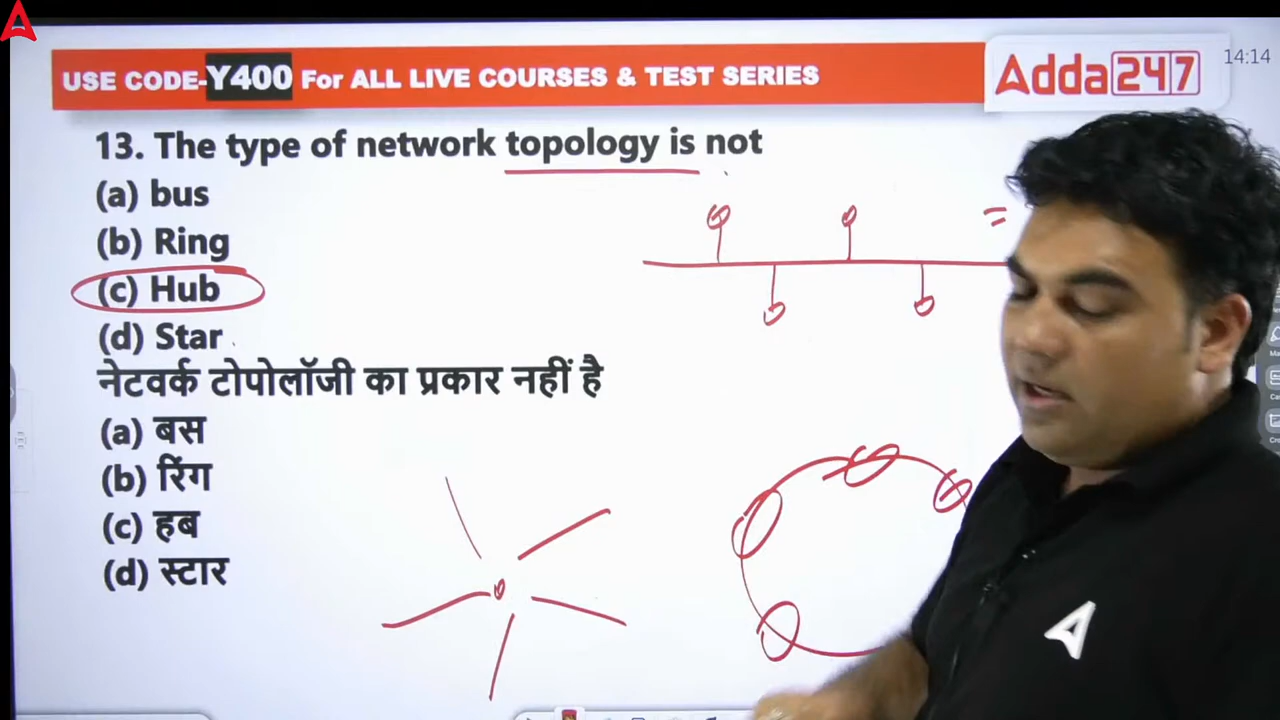 USE CODE-Y400 For ALL LIVE COURSES & TEST SERIES
Adda247
14:14
13. The type of network topology is not
(a) bus
(b) Ring
(c) Hub
(d) Star
नेटवर्क टोपोलॉजी का प्रकार नहीं है
(a) बस
(b) रिंग
(c) हब
(d) स्टार